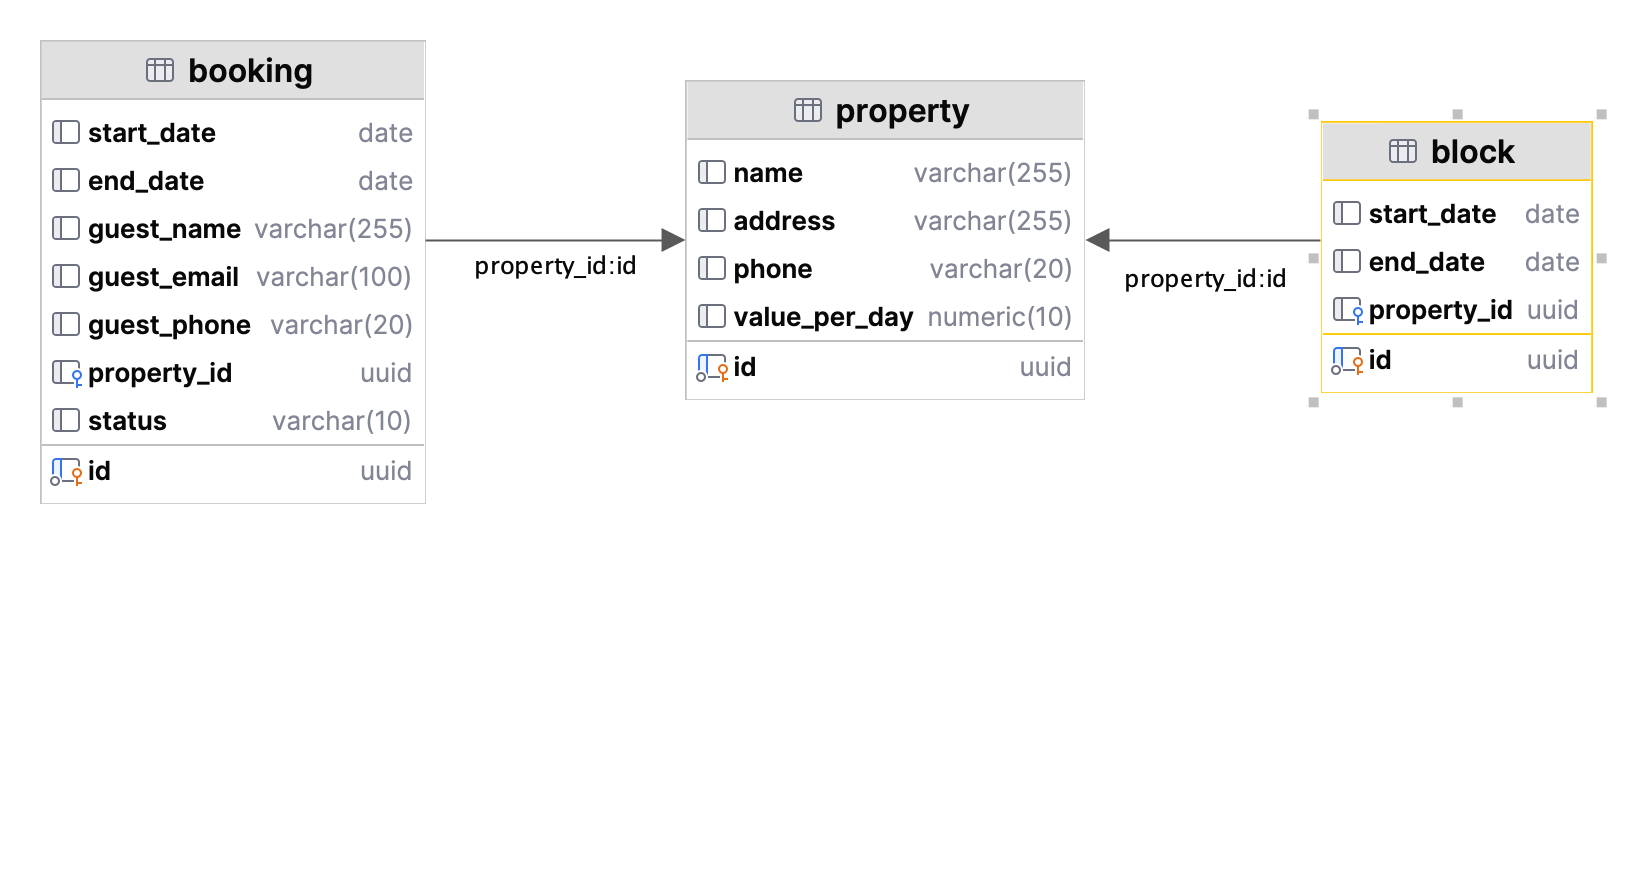 booking
start_date date
end_date date
guest_name varchar(255)
guest_email varchar(100)
guest_phone varchar(20)
property_id uuid
status varchar(10)
id uuid
property_id:id
property
name varchar(255)
address varchar(255)
phone varchar(20)
value_per_day numeric(10)
id uuid
property_id:id
block
start_date date
end_date date
property_id uuid
id uuid